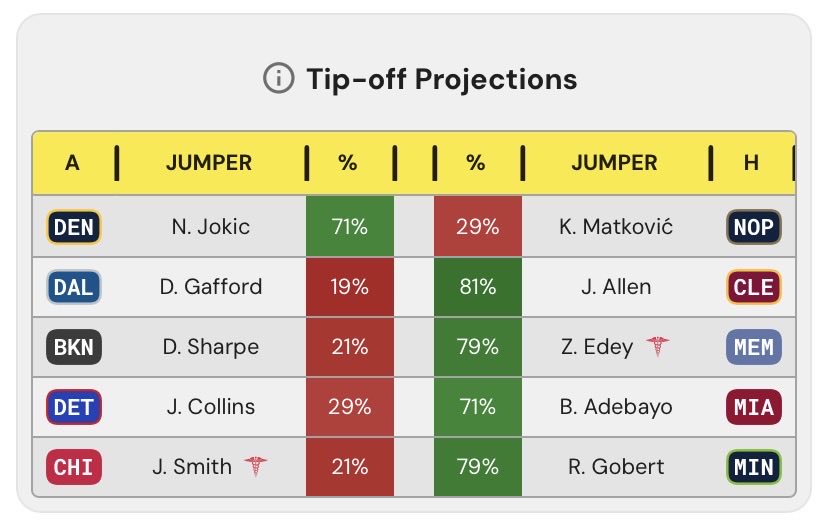 Tip-off Projections
A JUMPER % % JUMPER H
DEN N. Jokic 71% 29% K. Matković NOP
DAL D. Gafford 19% 81% J. Allen CLE
BKN D. Sharpe 21% 79% Z. Edey MEM
DET J. Collins 29% 71% B. Adebayo MIA
CHI J. Smith 21% 79% R. Gobert MIN